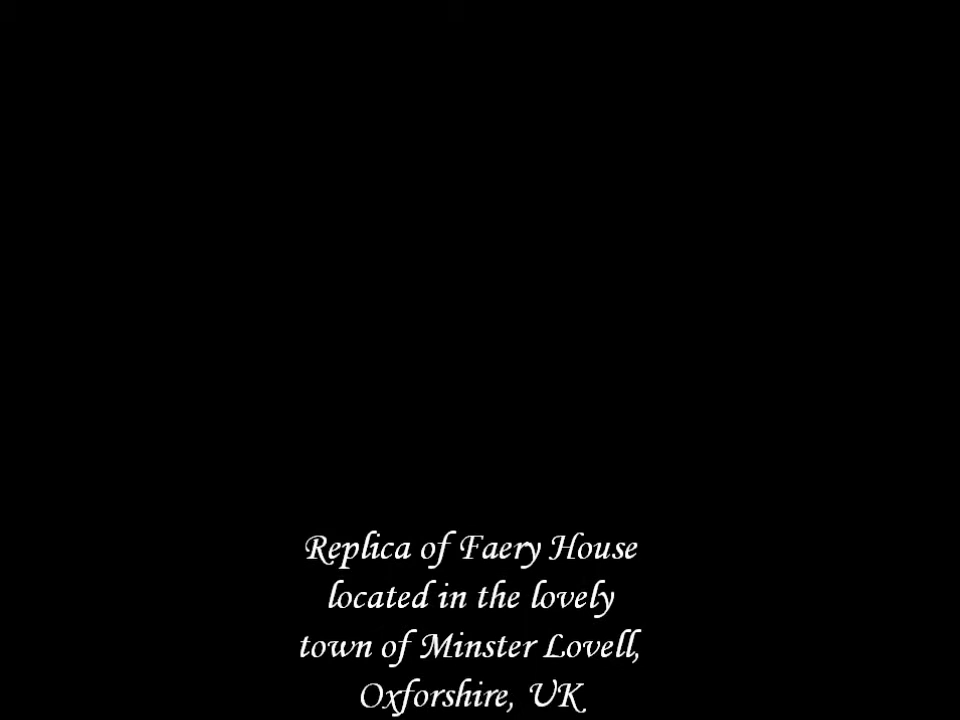 Replica of Faery House
located in the lovely
town of Minster Lovell,
Oxforshire, UK